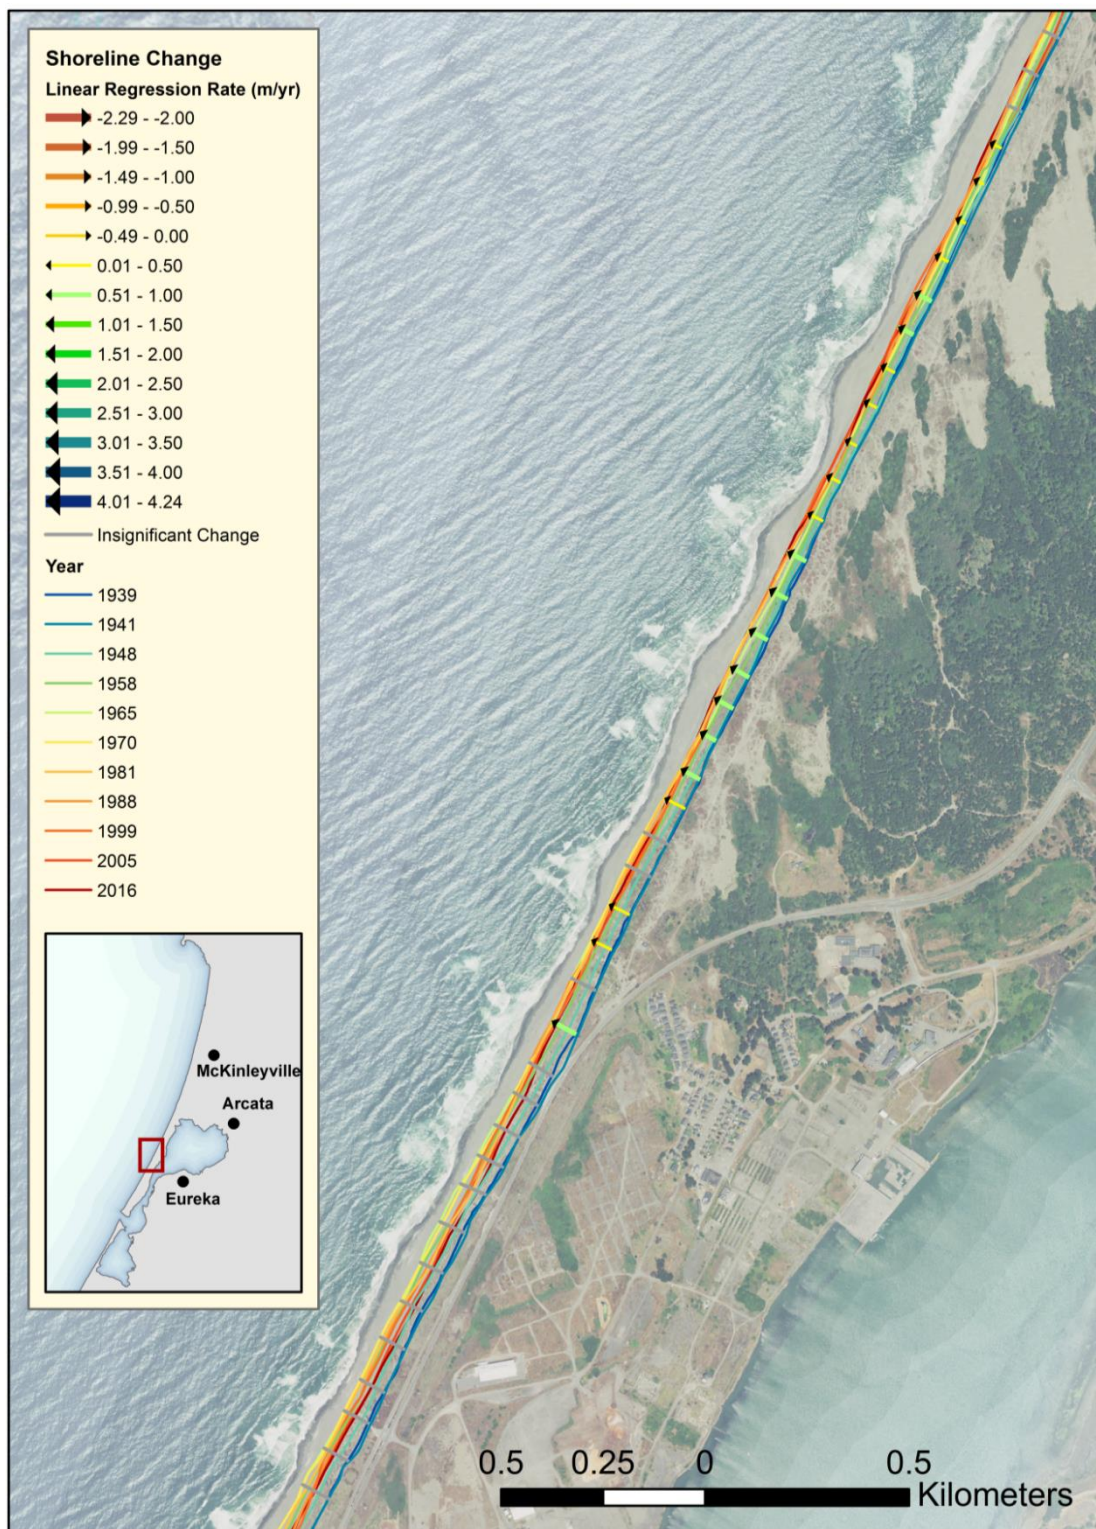 Shoreline Change
Linear Regression Rate (m/yr)
-2.29 - -2.00
-1.99 - -1.50
-1.49 - -1.00
-0.99 - -0.50
-0.49 - 0.00
0.01 - 0.50
0.51 - 1.00
1.01 - 1.50
1.51 - 2.00
2.01 - 2.50
2.51 - 3.00
3.01 - 3.50
3.51 - 4.00
4.01 - 4.24
Insignificant Change
Year
1939
1941
1948
1958
1965
1970
1981
1988
1999
2005
2016
McKinleyville
Arcata
Eureka
0.5 0.25 0 0.5
Kilometers